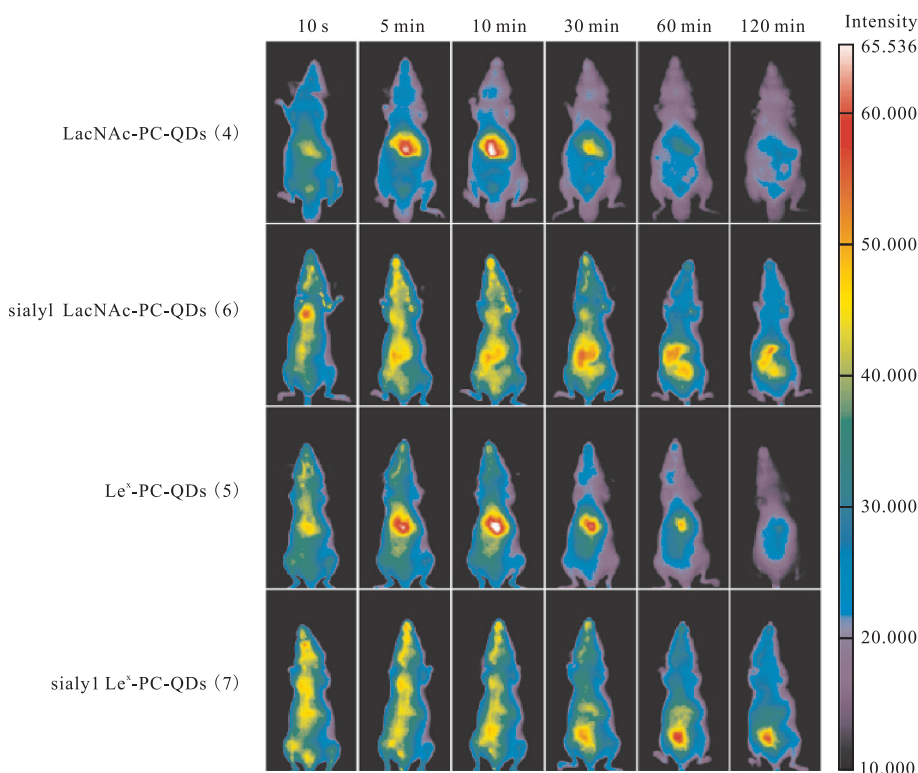 10 s 5 min 10 min 30 min 60 min 120 min
Intensity
65.536
LacNAc-PC-QDs (4)
60.000
50.000
sialyl LacNAc-PC-QDs (6)
40.000
Leˣ-PC-QDs (5)
30.000
20.000
sialyl Leˣ-PC-QDs (7)
10.000